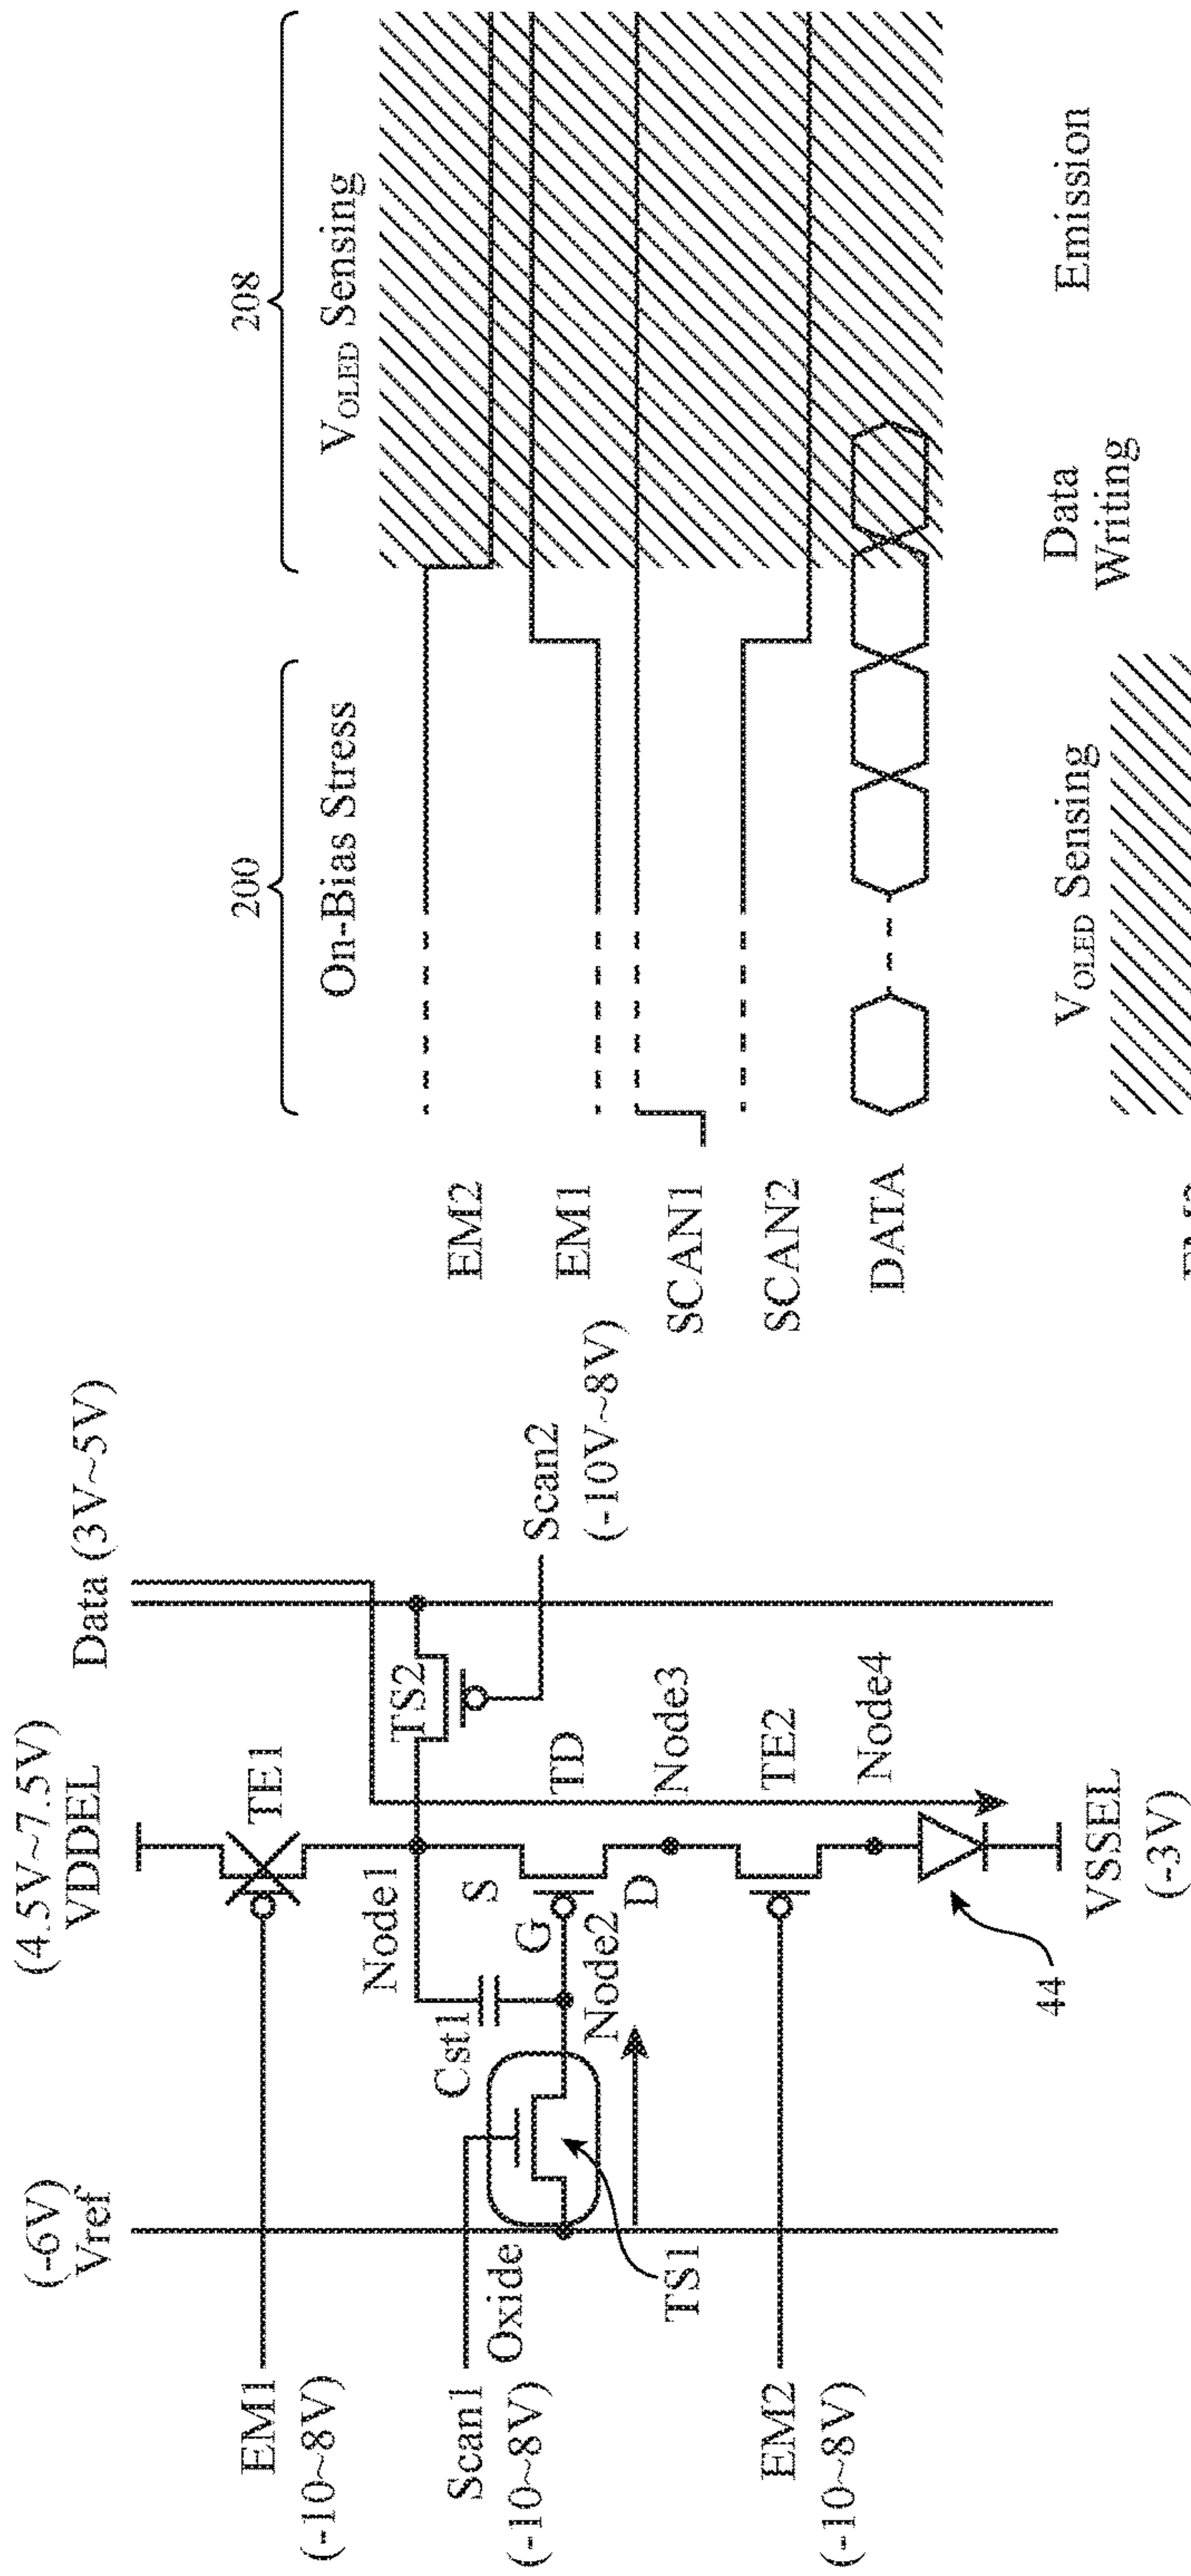 (4.5V~7.5V)
VDDEL
Data (3V~5V)
(-6V)
Vref
EM1
(-10~8V)
TE1
Node1
TS2
Scan2
(-10V~8V)
Cst1
S
G
D
TD
Node2
Node3
Scan1
(-10~8V)
Oxide
TS1
EM2
(-10~8V)
TE2
Node4
44
VSSEL
(-3V)
200
208
On-Bias Stress
VOLED Sensing
EM2
EM1
SCAN1
SCAN2
DATA
VOLED Sensing
Data
Writing
Emission